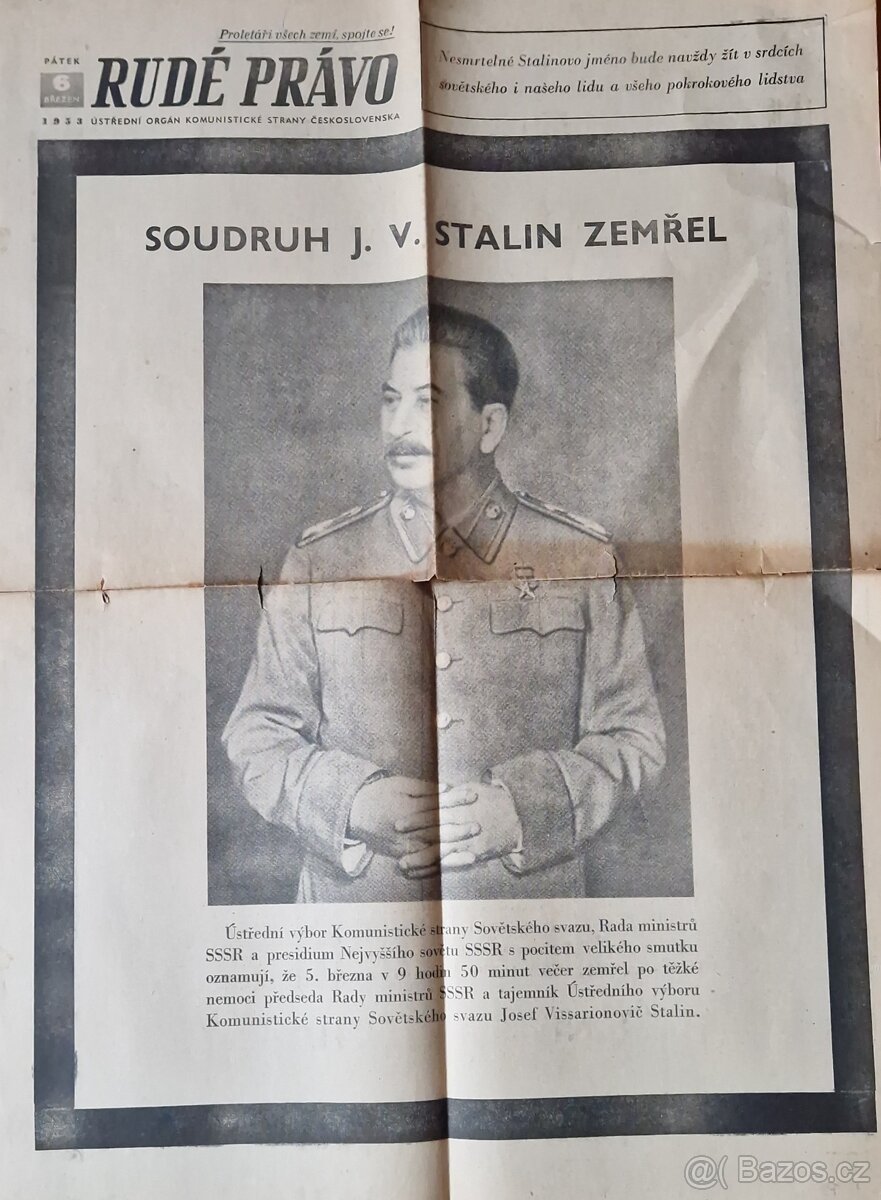 Proletáři všech zemí, spojte se!
PÁTEK
6
BŘEZEN
1953
RUDÉ PRÁVO
ÚSTŘEDNÍ ORGÁN KOMUNISTICKÉ STRANY ČESKOSLOVENSKA
Nesmrtelné Stalinovo jméno bude navždy žít v srdcích
sovětského i našeho lidu a všeho pokrokového lidstva
SOUDRUH J. V. STALIN ZEMŘEL
Ústřední výbor Komunistické strany Sovětského svazu, Rada ministrů
SSSR a presidium Nejvyššího sovětu SSSR s pocitem velikého smutku
oznamují, že 5. března v 9 hodin 50 minut večer zemřel po těžké
nemoci předseda Rady ministrů SSSR a tajemník Ústředního výboru
Komunistické strany Sovětského svazu Josef Vissarionovič Stalin.
@( Bazos.cz